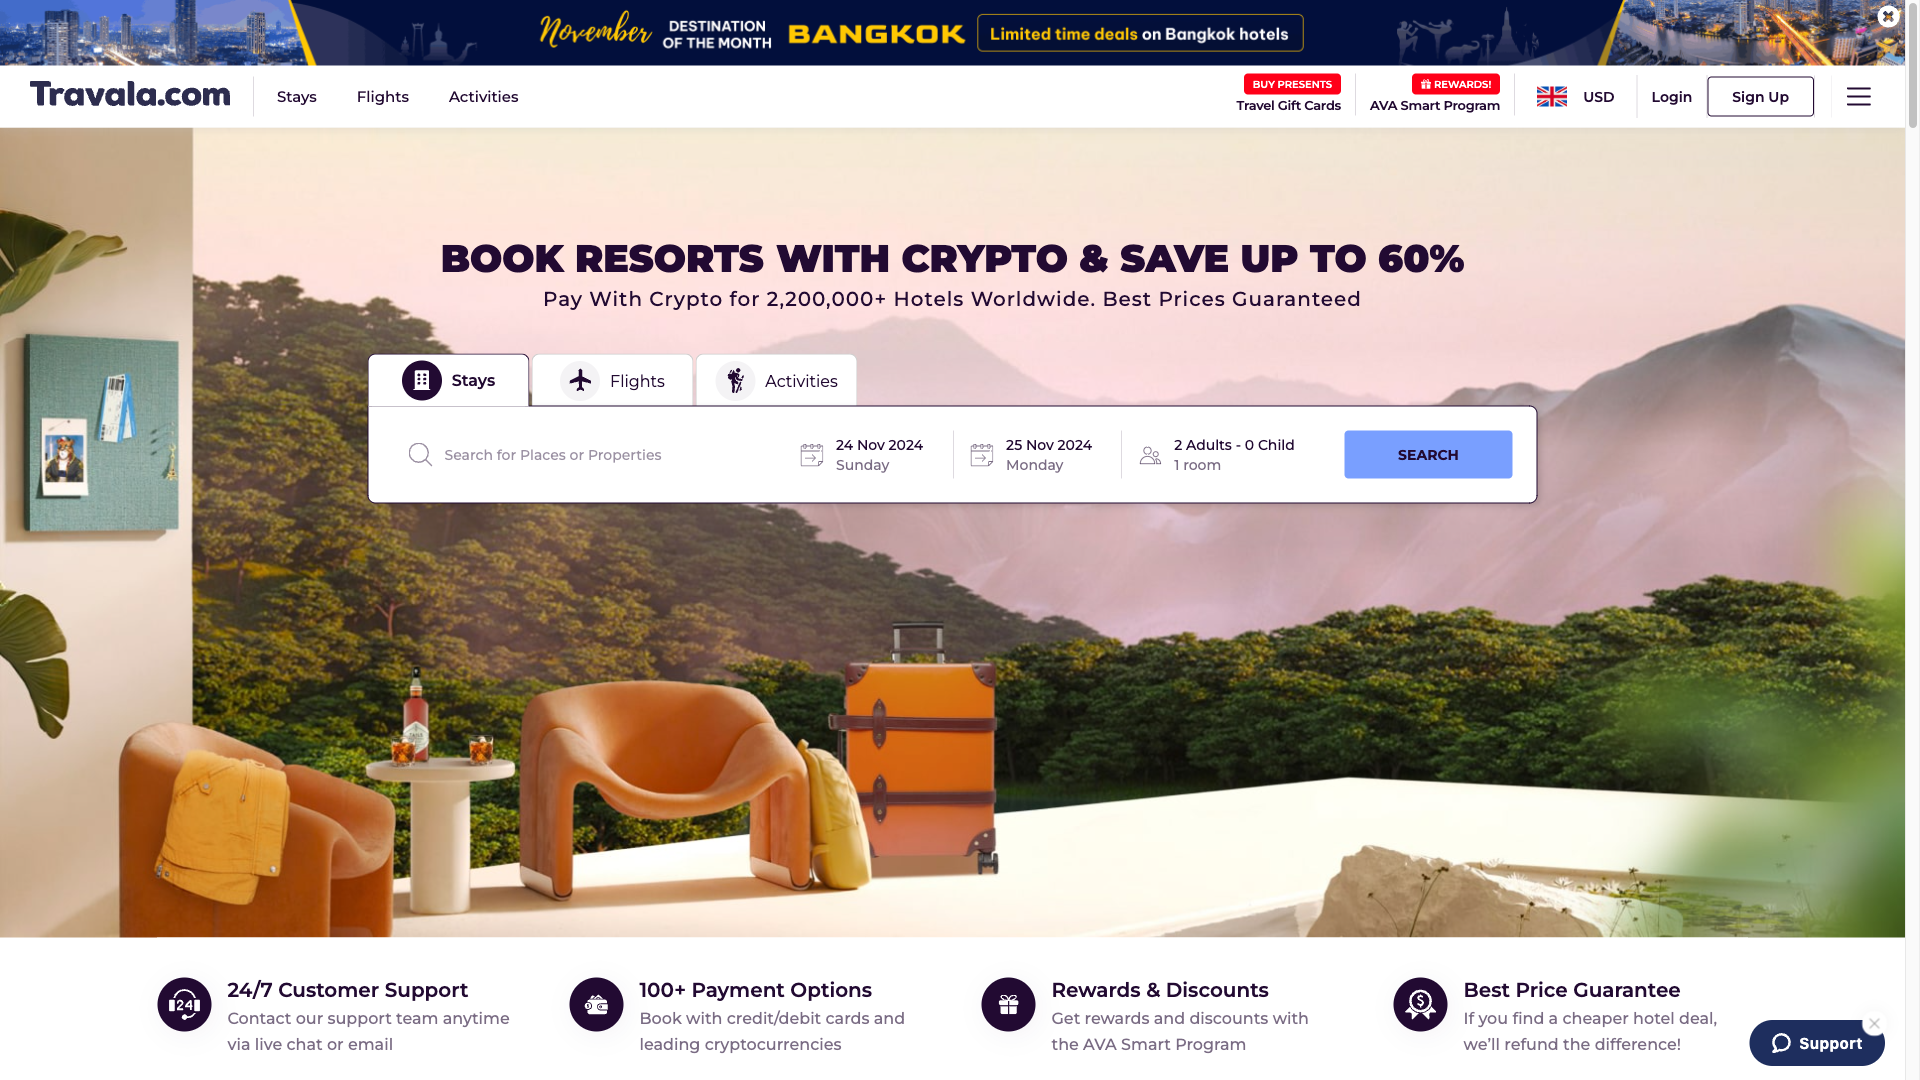 November
DESTINATION
OF THE MONTH
BANGKOK
Limited time deals on Bangkok hotels
Travala.com
Stays
Flights
Activities
BUY PRESENTS
Travel Gift Cards
REWARDS!
AVA Smart Program
USD
Login
Sign Up
BOOK RESORTS WITH CRYPTO & SAVE UP TO 60%
Pay With Crypto for 2,200,000+ Hotels Worldwide. Best Prices Guaranteed
Stays
Flights
Activities
Search for Places or Properties
24 Nov 2024
Sunday
25 Nov 2024
Monday
2 Adults - 0 Child
1 room
SEARCH
24
24/7 Customer Support
Contact our support team anytime
via live chat or email
100+ Payment Options
Book with credit/debit cards and
leading cryptocurrencies
Rewards & Discounts
Get rewards and discounts with
the AVA Smart Program
Best Price Guarantee
If you find a cheaper hotel deal,
we'll refund the difference!
Support